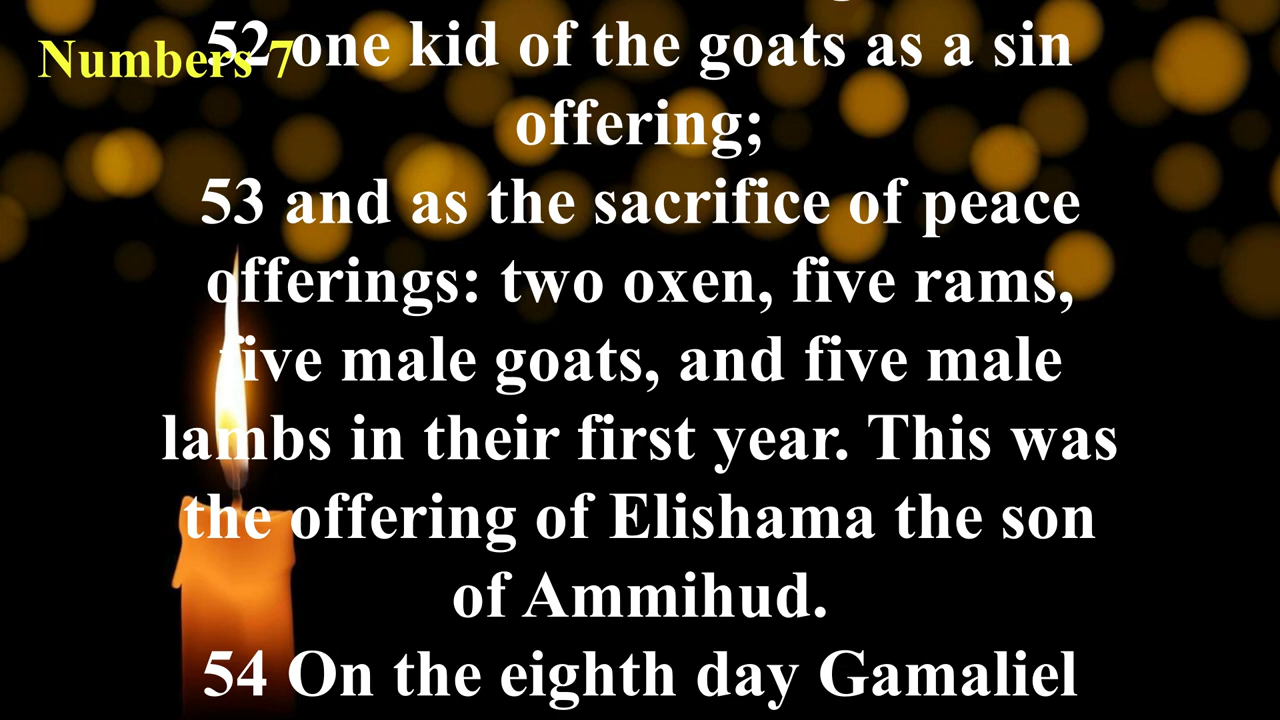 Numbers 7
52 one kid of the goats as a sin
offering;
53 and as the sacrifice of peace
offerings: two oxen, five rams,
five male goats, and five male
lambs in their first year. This was
the offering of Elishama the son
of Ammihud.
54 On the eighth day Gamaliel